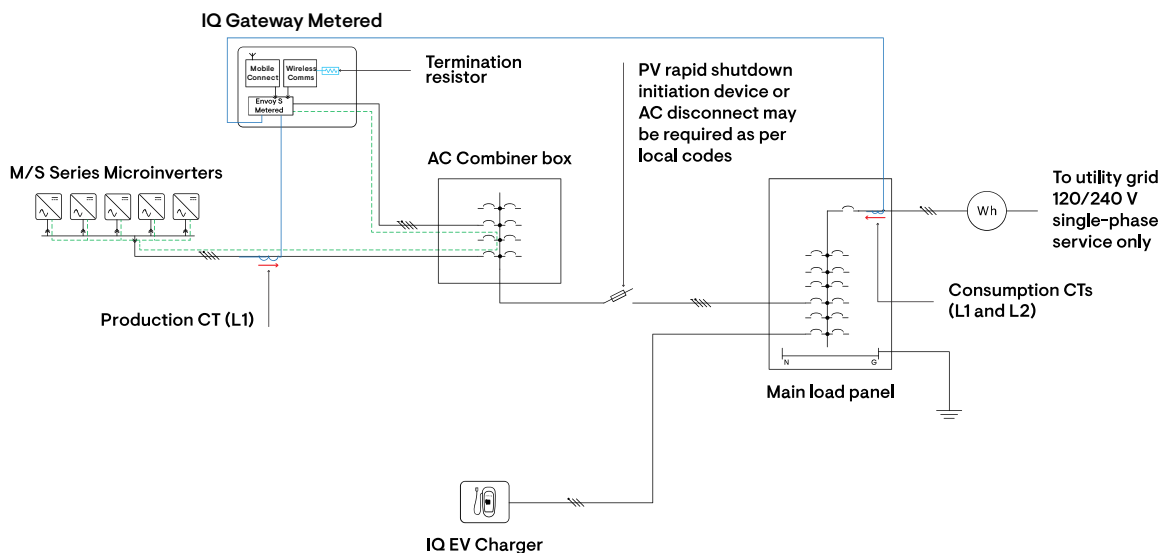 IQ Gateway Metered
Mobile
Connect
Wireless
Comms
Envoy S
Metered
Termination
resistor
PV rapid shutdown
initiation device or
AC disconnect may
be required as per
local codes
M/S Series Microinverters
AC Combiner box
Wh
To utility grid
120/240 V
single-phase
service only
Production CT (L1)
Consumption CTs
(L1 and L2)
N
G
Main load panel
IQ EV Charger